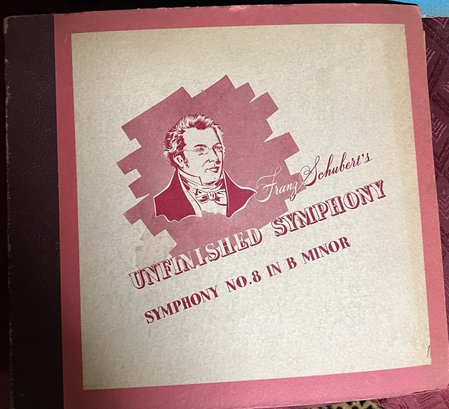 Franz Schubert's
UNFINISHED SYMPHONY
SYMPHONY NO.8 IN B MINOR